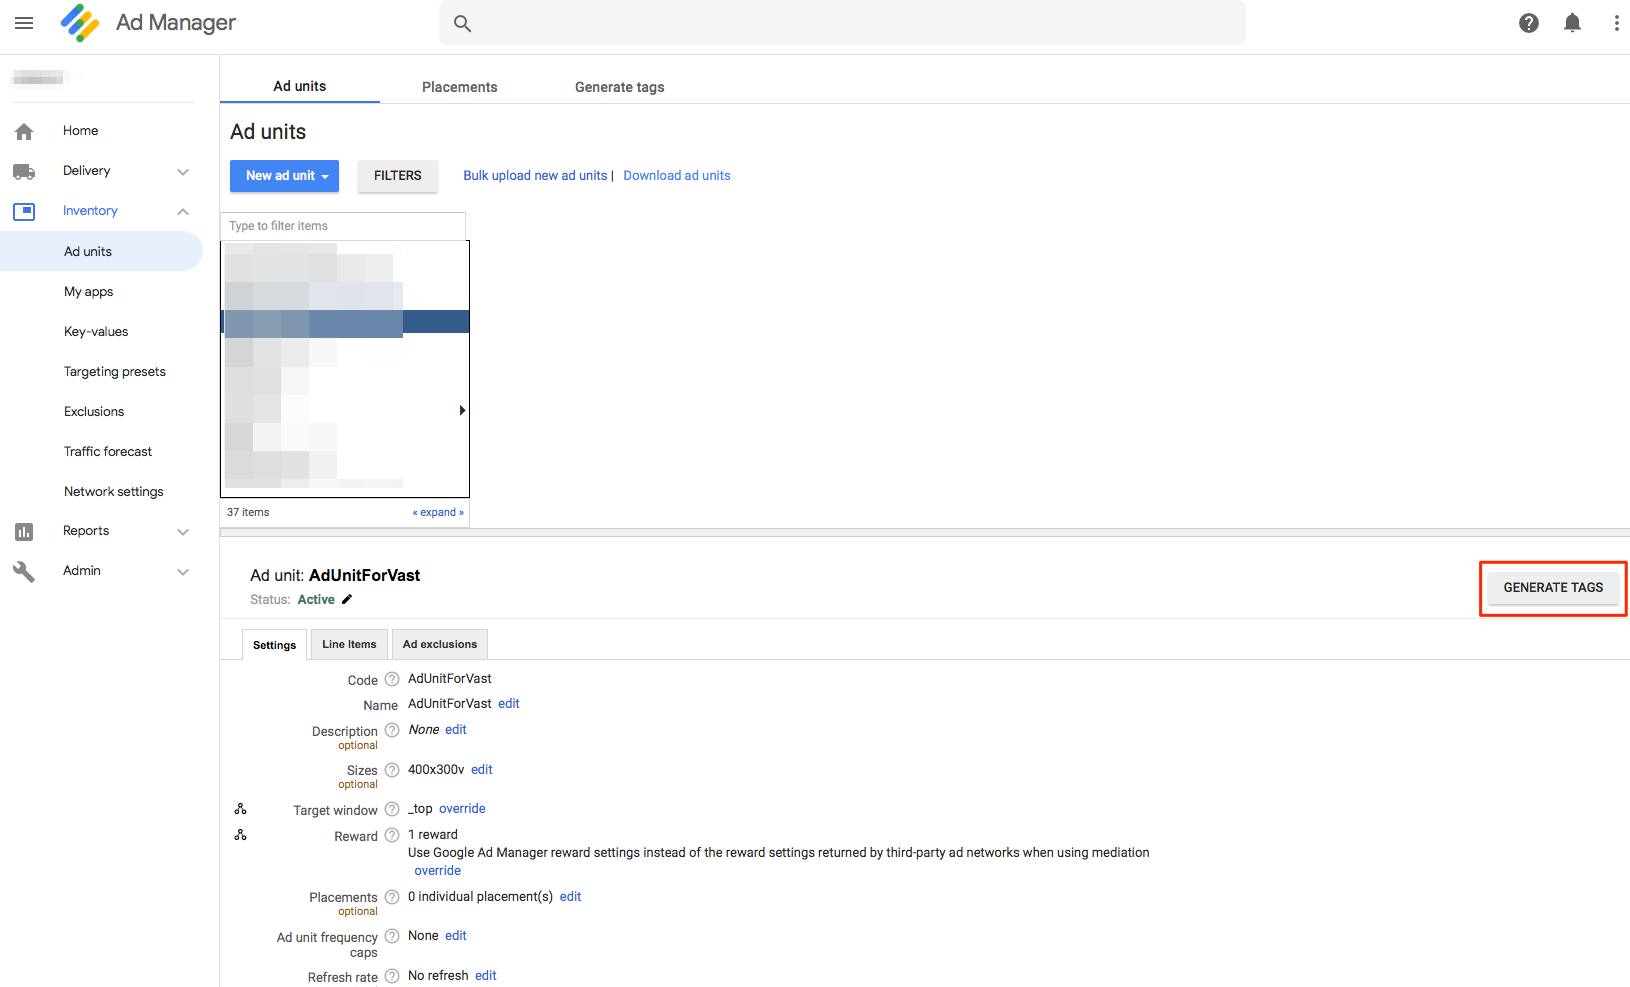 Ad Manager
Ad units
Placements
Generate tags
Home
Delivery
Inventory
Ad units
My apps
Key-values
Targeting presets
Exclusions
Traffic forecast
Network settings
Reports
Admin
Ad units
New ad unit
FILTERS
Bulk upload new ad units | Download ad units
Type to filter items
37 items
« expand »
Ad unit: AdUnitForVast
Status: Active
GENERATE TAGS
Settings
Line Items
Ad exclusions
Code ? AdUnitForVast
Name AdUnitForVast edit
Description ? None edit
optional
Sizes ? 400x300v edit
optional
Target window ? _top override
Reward ? 1 reward
Use Google Ad Manager reward settings instead of the reward settings returned by third-party ad networks when using mediation
override
Placements ? 0 individual placement(s) edit
optional
Ad unit frequency ? None edit
caps
Refresh rate ? No refresh edit